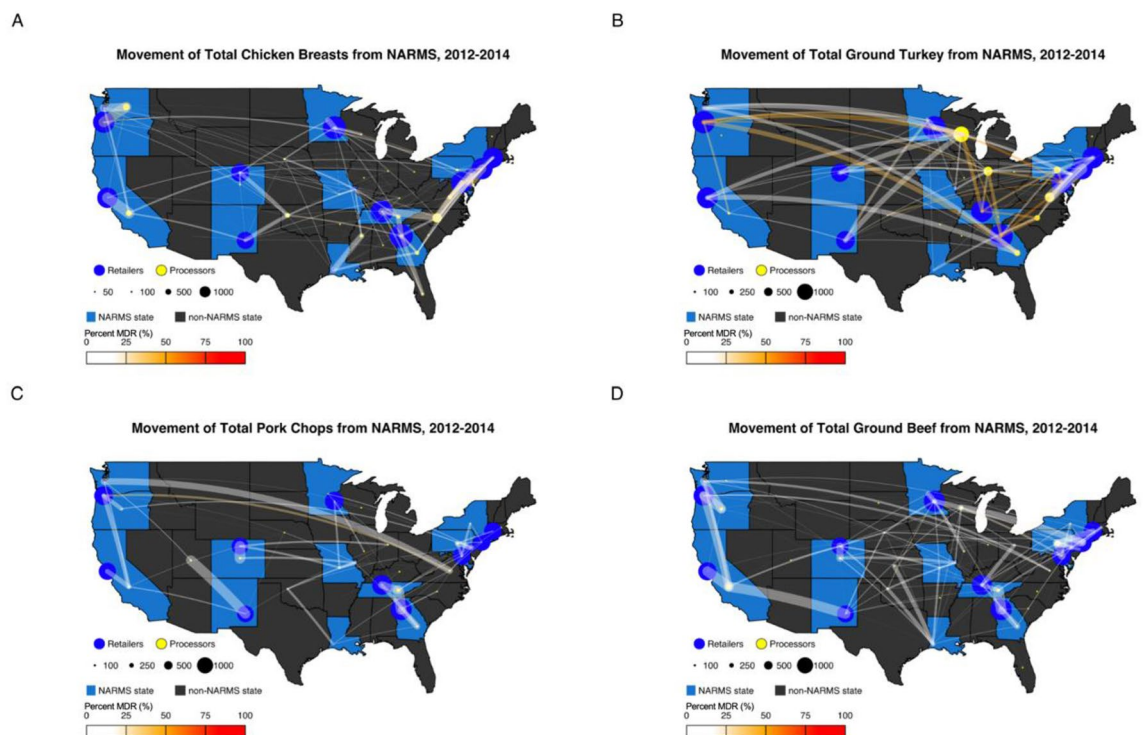 A
Movement of Total Chicken Breasts from NARMS, 2012-2014
Retailers Processors
50 100 500 1000
NARMS state non-NARMS state
Percent MDR (%)
0 25 50 75 100
B
Movement of Total Ground Turkey from NARMS, 2012-2014
Retailers Processors
100 250 500 1000
NARMS state non-NARMS state
Percent MDR (%)
0 25 50 75 100
C
Movement of Total Pork Chops from NARMS, 2012-2014
Retailers Processors
100 250 500 1000
NARMS state non-NARMS state
Percent MDR (%)
0 25 50 75 100
D
Movement of Total Ground Beef from NARMS, 2012-2014
Retailers Processors
100 250 500 1000
NARMS state non-NARMS state
Percent MDR (%)
0 25 50 75 100